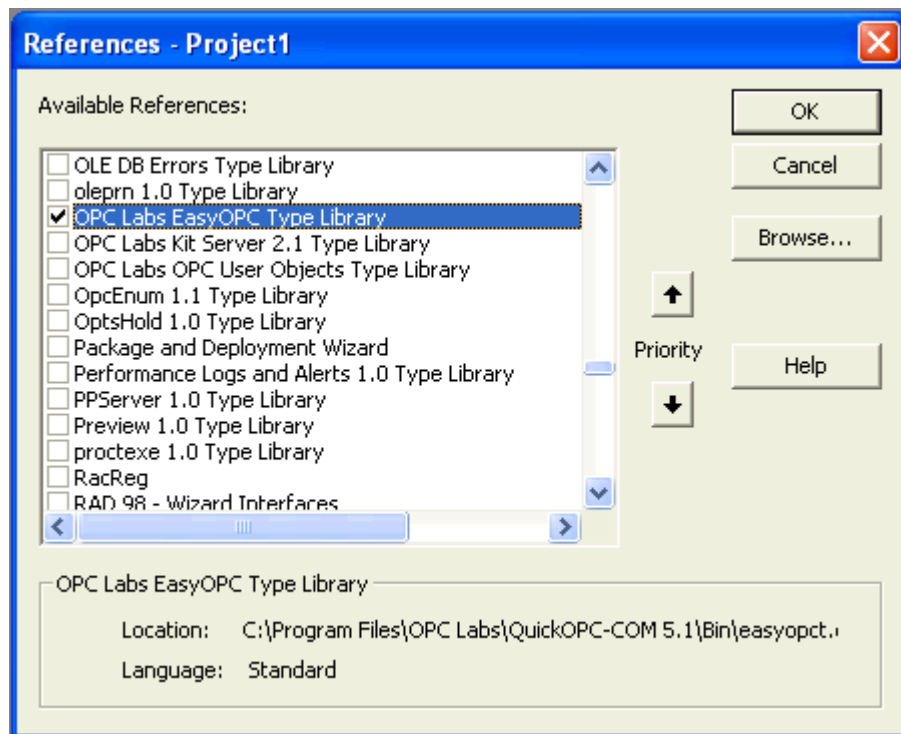 References - Project1
Available References:
OK
Cancel
Browse...
Priority
Help
OLE DB Errors Type Library
oleprn 1.0 Type Library
OPC Labs EasyOPC Type Library
OPC Labs Kit Server 2.1 Type Library
OPC Labs OPC User Objects Type Library
OpcEnum 1.1 Type Library
OptsHold 1.0 Type Library
Package and Deployment Wizard
Performance Logs and Alerts 1.0 Type Library
PPServer 1.0 Type Library
Preview 1.0 Type Library
proctexe 1.0 Type Library
RacReg
RAD 98 - Wizard Interfaces
OPC Labs EasyOPC Type Library
Location: C:\Program Files\OPC Labs\QuickOPC-COM 5.1\Bin\easyopct.
Language: Standard